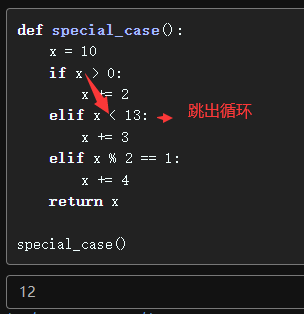 def special_case():
    x = 10
    if x > 0:
        x += 2
    elif x < 13: 跳出循环
        x += 3
    elif x % 2 == 1:
        x += 4
    return x

special_case()
12